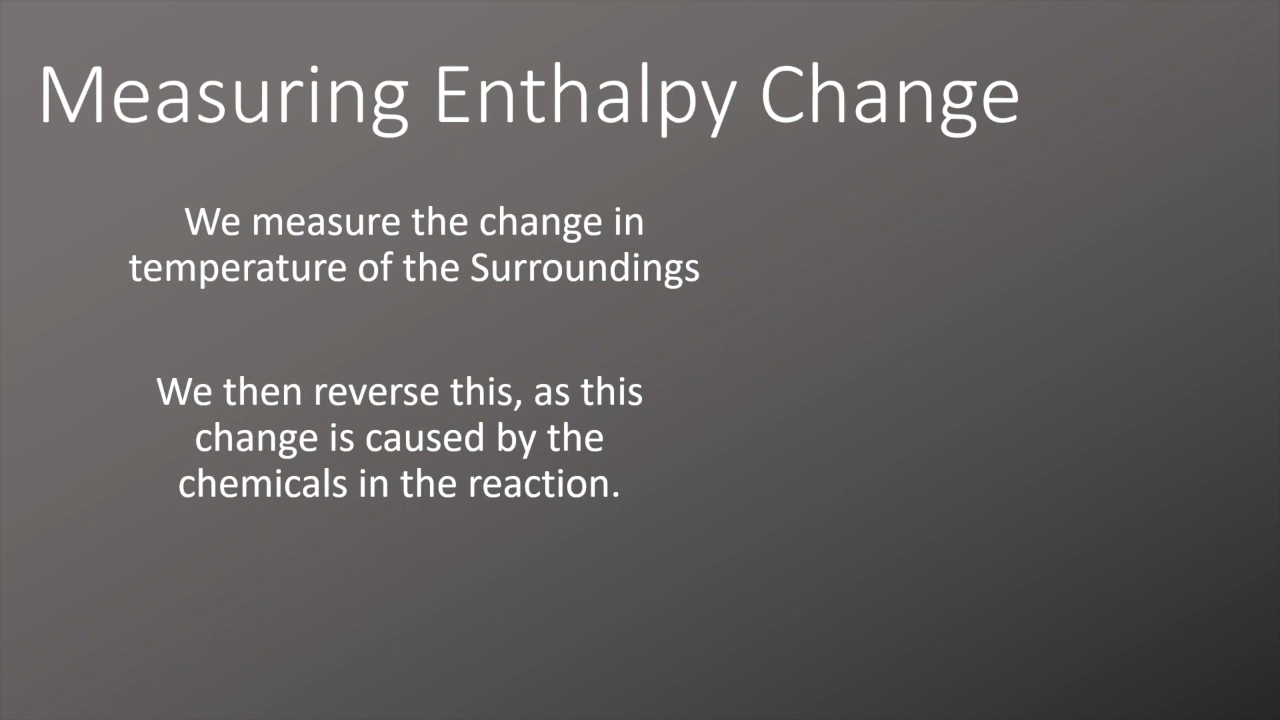 Measuring Enthalpy Change
We measure the change in
temperature of the Surroundings
We then reverse this, as this
change is caused by the
chemicals in the reaction.